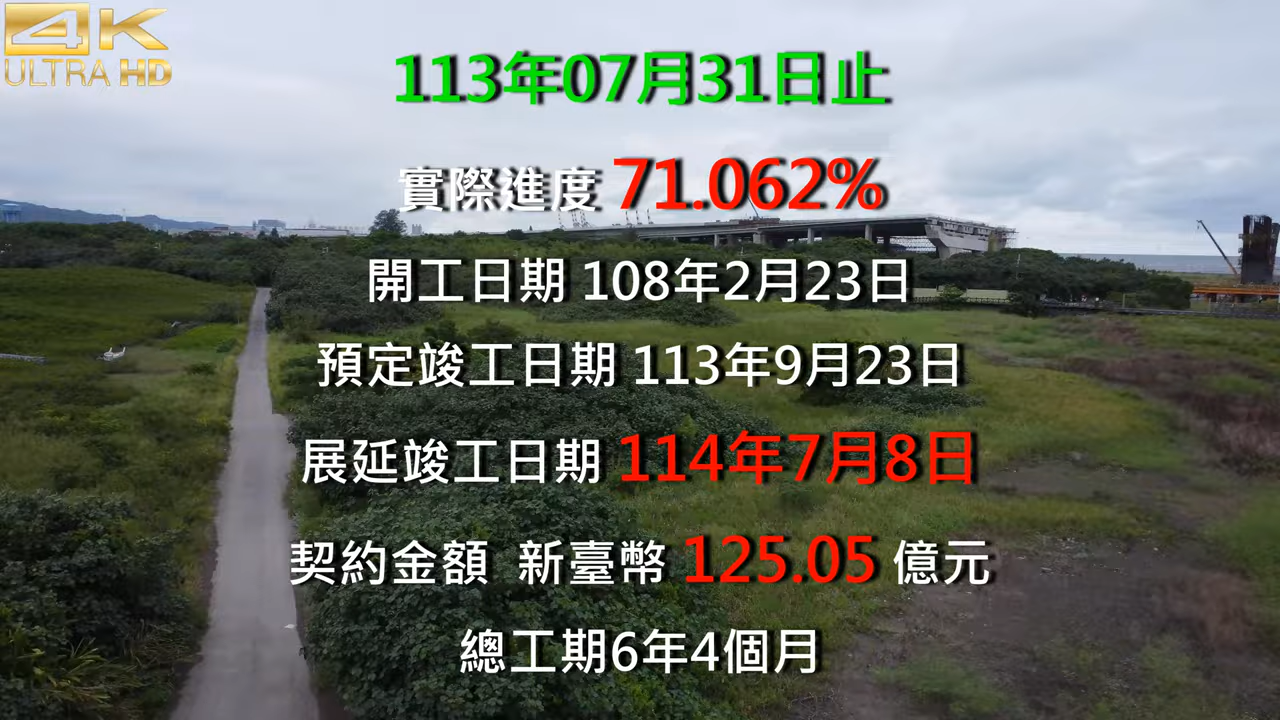 4K
ULTRA HD
113年07月31日止
實際進度 71.062%
開工日期 108年2月23日
預定竣工日期 113年9月23日
展延竣工日期 114年7月8日
契約金額 新臺幣 125.05 億元
總工期6年4個月